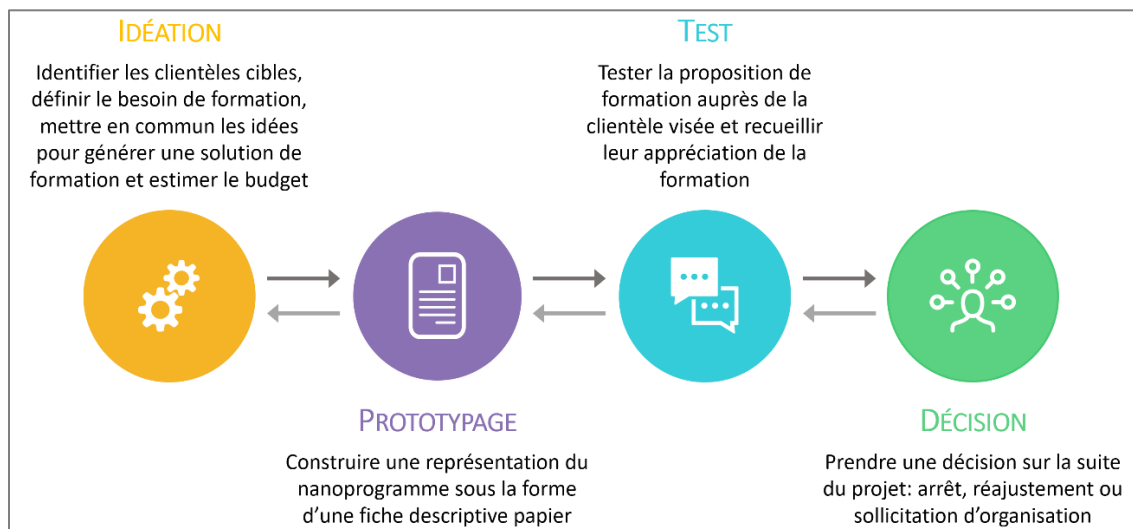 IDÉATION
Identifier les clientèles cibles,
définir le besoin de formation,
mettre en commun les idées
pour générer une solution de
formation et estimer le budget
PROTOTYPAGE
Construire une représentation du
nanoprogramme sous la forme
d’une fiche descriptive papier
TEST
Tester la proposition de
formation auprès de la
clientèle visée et recueillir
leur appréciation de la
formation
DÉCISION
Prendre une décision sur la suite
du projet: arrêt, réajustement ou
sollicitation d’organisation